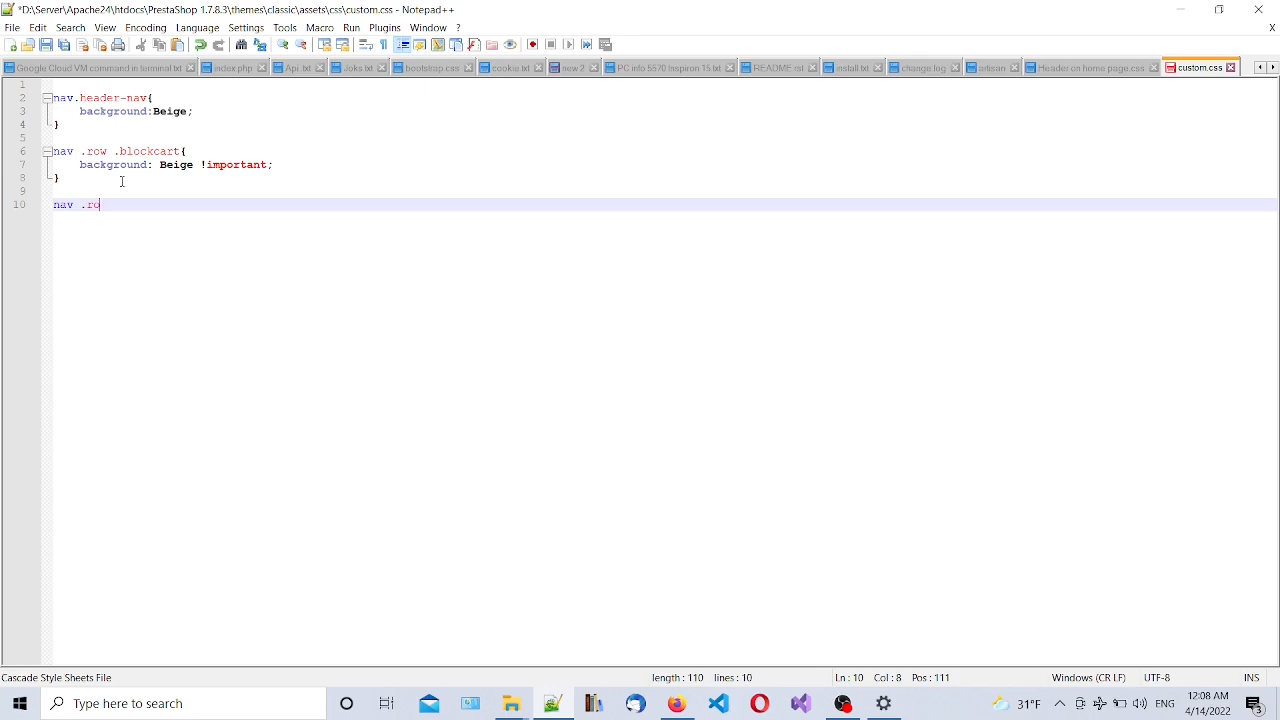 *D:\Server\Apache24\htdocs\PrestaShop 1.7.8.3\themes\classic\assets\css\custom.css - Notepad++
File Edit Search View Encoding Language Settings Tools Macro Run Plugins Window ?
X
Google Cloud VM command in terminal.txt index.php Api .txt Joks.txt bootstrap.css cookie.txt new 2 PC info 5570 Inspiron 15.txt README.rst install.txt change log artisan Header on home page.css custom.css
1
2 nav.header-nav{
3 background:Beige;
4 }
5
6 nav .row .blockcart{
7 background: Beige !important;
8 }
9
10 nav .ro
Cascade Style Sheets File length : 110 lines : 10 Ln : 10 Col : 8 Pos : 111 Windows (CR LF) UTF-8 INS
Type here to search 31°F ENG 12:08 AM
4/14/2022 3